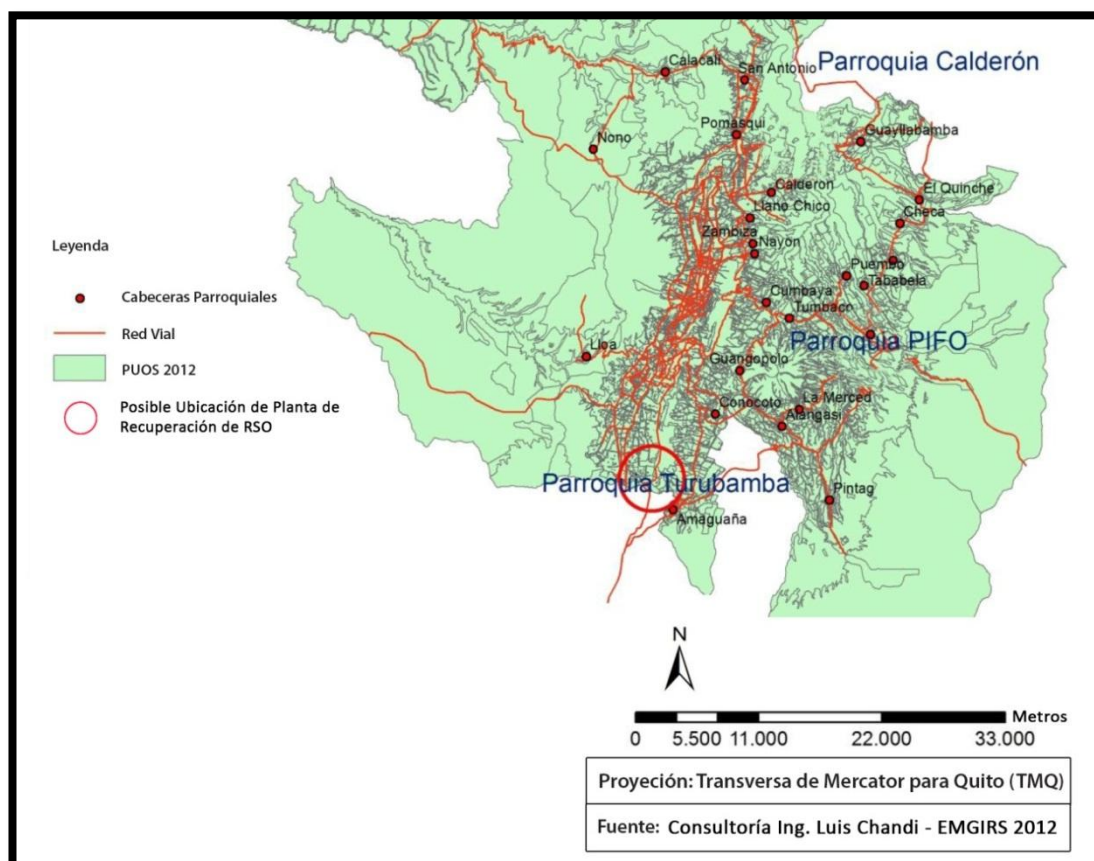 Parroquia Calderón
Calacalí
San Antonio
Pomasqui
Guayllabamba
Nono
Calderon
El Quinche
Llano Chico
Checa
Zambiza
Nayon
Puembo
Tababela
Cumbaya
Tumbaco
Parroquia PIFO
Lloa
Guangopolo
La Merced
Conocoto
Alangasi
Parroquia Turubamba
Pintag
Amaguaña
Leyenda
Cabeceras Parroquiales
Red Vial
PUOS 2012
Posible Ubicación de Planta de
Recuperación de RSO
N
Metros
0 5.500 11.000 22.000 33.000
Proyeción: Transversa de Mercator para Quito (TMQ)
Fuente: Consultoría Ing. Luis Chandi - EMGIRS 2012